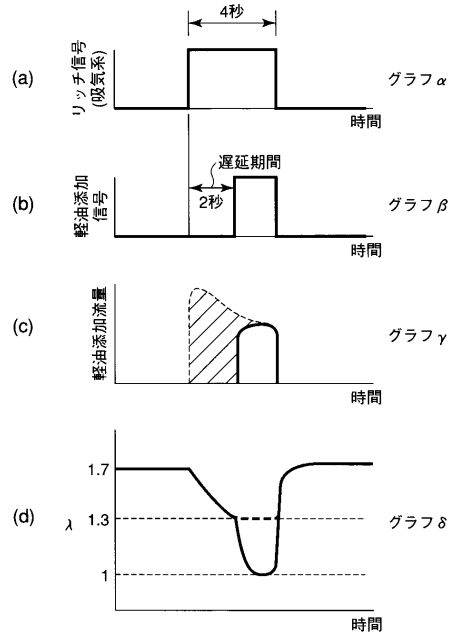 4秒
(a)
リッチ信号
(吸気系)
グラフα
時間
遅延期間
2秒
(b)
軽油添加
信号
グラフβ
時間
(c)
軽油添加流量
グラフγ
時間
(d)
λ
1.7
1.3
1
グラフδ
時間